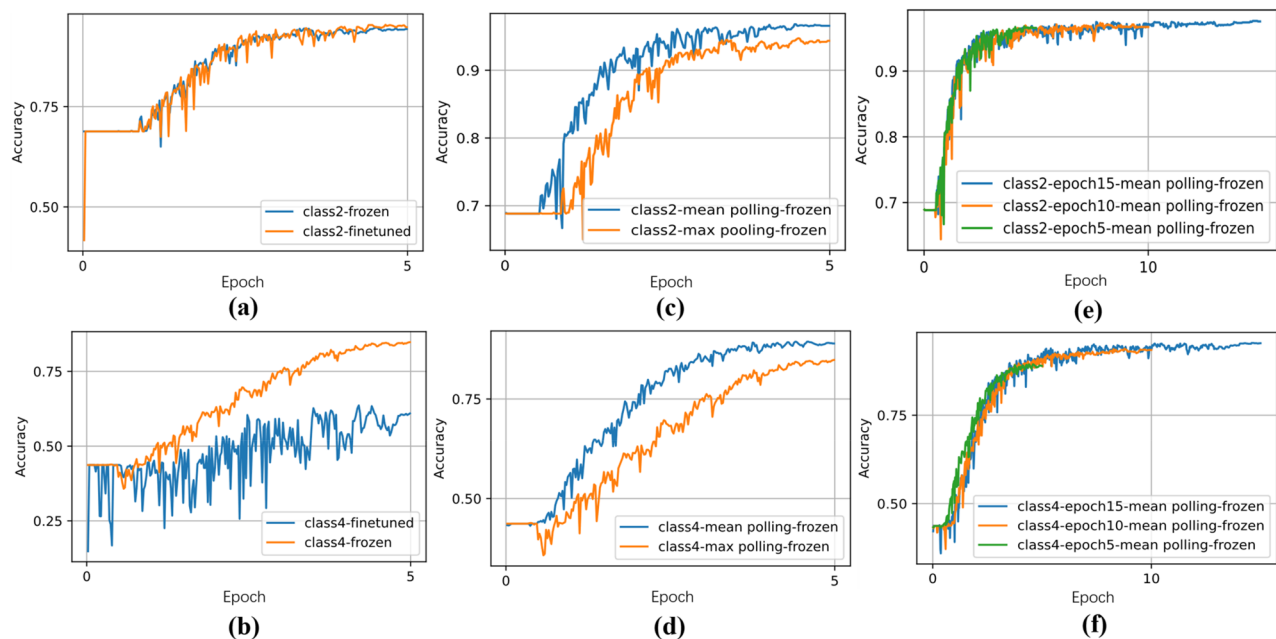 Accuracy
0.75
0.50
class2-frozen
class2-finetuned
0
5
Epoch
(a)
Accuracy
0.9
0.8
0.7
class2-mean polling-frozen
class2-max pooling-frozen
0
5
Epoch
(c)
Accuracy
0.9
0.8
0.7
class2-epoch15-mean polling-frozen
class2-epoch10-mean polling-frozen
class2-epoch5-mean polling-frozen
0
10
Epoch
(e)
Accuracy
0.75
0.50
0.25
class4-finetuned
class4-frozen
0
5
Epoch
(b)
Accuracy
0.75
0.50
class4-mean polling-frozen
class4-max polling-frozen
0
5
Epoch
(d)
Accuracy
0.75
0.50
class4-epoch15-mean polling-frozen
class4-epoch10-mean polling-frozen
class4-epoch5-mean polling-frozen
0
10
Epoch
(f)